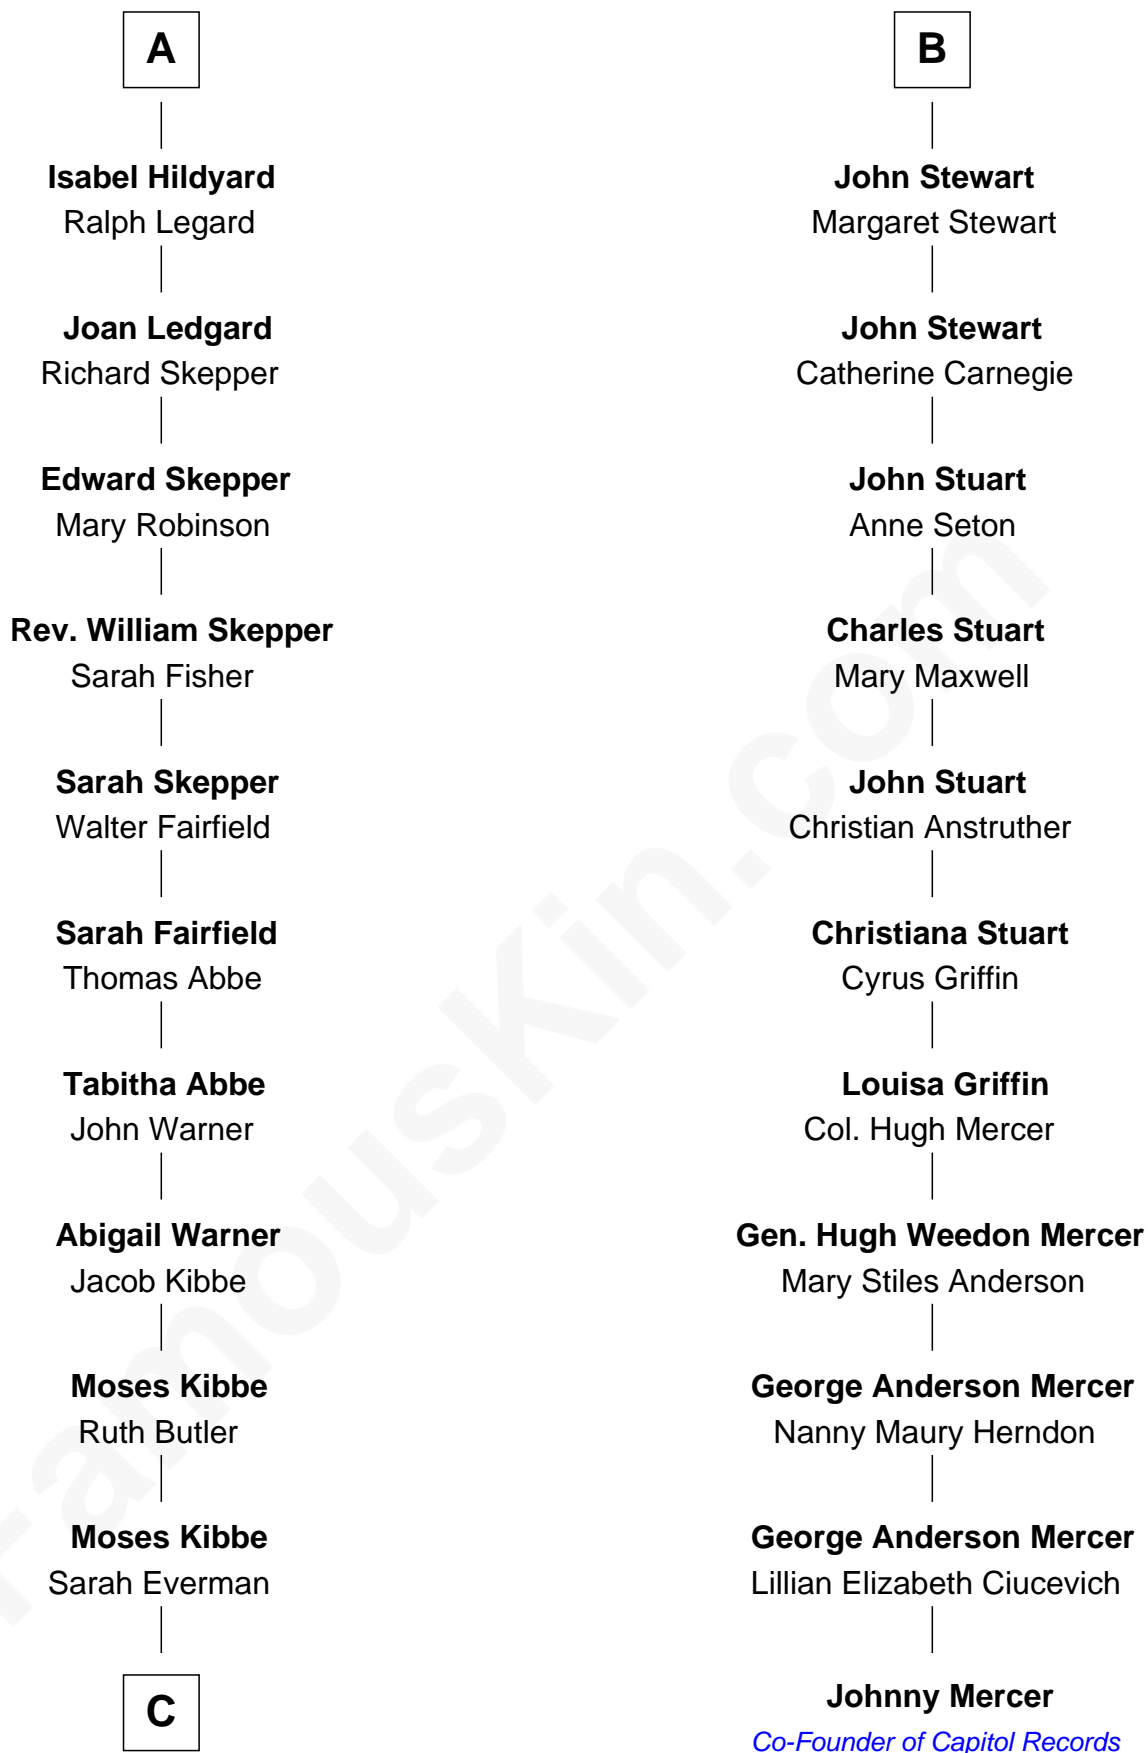 A
Isabel Hildyard
Ralph Legard
Joan Ledgard
Richard Skepper
Edward Skepper
Mary Robinson
Rev. William Skepper
Sarah Fisher
Sarah Skepper
Walter Fairfield
Sarah Fairfield
Thomas Abbe
Tabitha Abbe
John Warner
Abigail Warner
Jacob Kibbe
Moses Kibbe
Ruth Butler
Moses Kibbe
Sarah Everman
C
B
John Stewart
Margaret Stewart
John Stewart
Catherine Carnegie
John Stuart
Anne Seton
Charles Stuart
Mary Maxwell
John Stuart
Christian Anstruther
Christiana Stuart
Cyrus Griffin
Louisa Griffin
Col. Hugh Mercer
Gen. Hugh Weedon Mercer
Mary Stiles Anderson
George Anderson Mercer
Nanny Maury Herndon
George Anderson Mercer
Lillian Elizabeth Ciucevich
Johnny Mercer
Co-Founder of Capitol Records
FamousKin.com